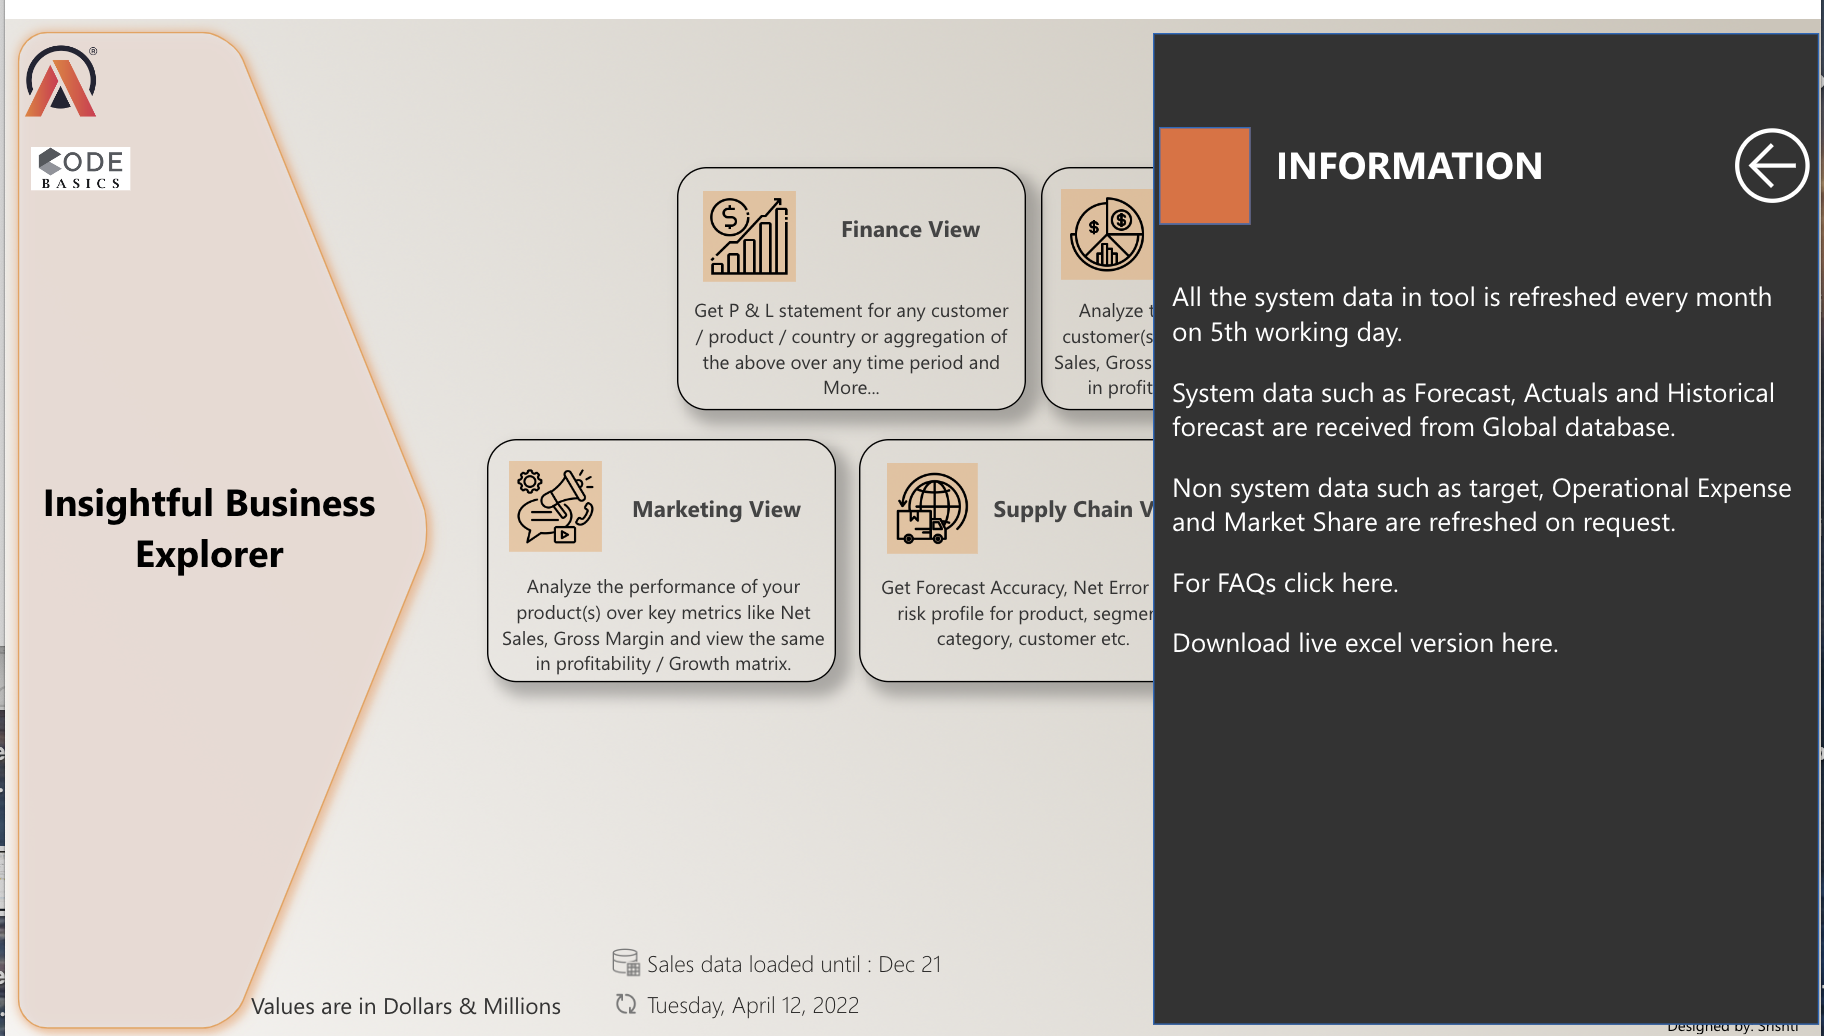 ®
CODE
BASICS
Insightful Business
Explorer
Finance View
Get P & L statement for any customer
/ product / country or aggregation of
the above over any time period and
More...
Analyze
customer(s
Sales, Gross
in profit
Marketing View
Analyze the performance of your
product(s) over key metrics like Net
Sales, Gross Margin and view the same
in profitability / Growth matrix.
Supply Chain V
Get Forecast Accuracy, Net Error
risk profile for product, segmen
category, customer etc.
INFORMATION
All the system data in tool is refreshed every month
on 5th working day.
System data such as Forecast, Actuals and Historical
forecast are received from Global database.
Non system data such as target, Operational Expense
and Market Share are refreshed on request.
For FAQs click here.
Download live excel version here.
Sales data loaded until : Dec 21
Values are in Dollars & Millions
Tuesday, April 12, 2022
Designed by: Srishti